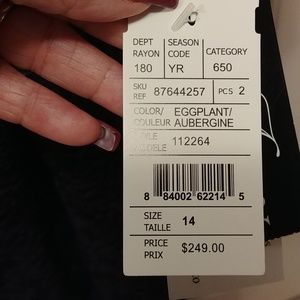 DEPT SEASON CATEGORY
RAYON CODE
180 YR 650
SKU 87644257 PCS 2
REF
COLOR/ EGGPLANT/
COULEUR AUBERGINE
STYLE 112264
8 84002 62214 5
SIZE 14
TAILLE
PRICE $249.00
PRIX